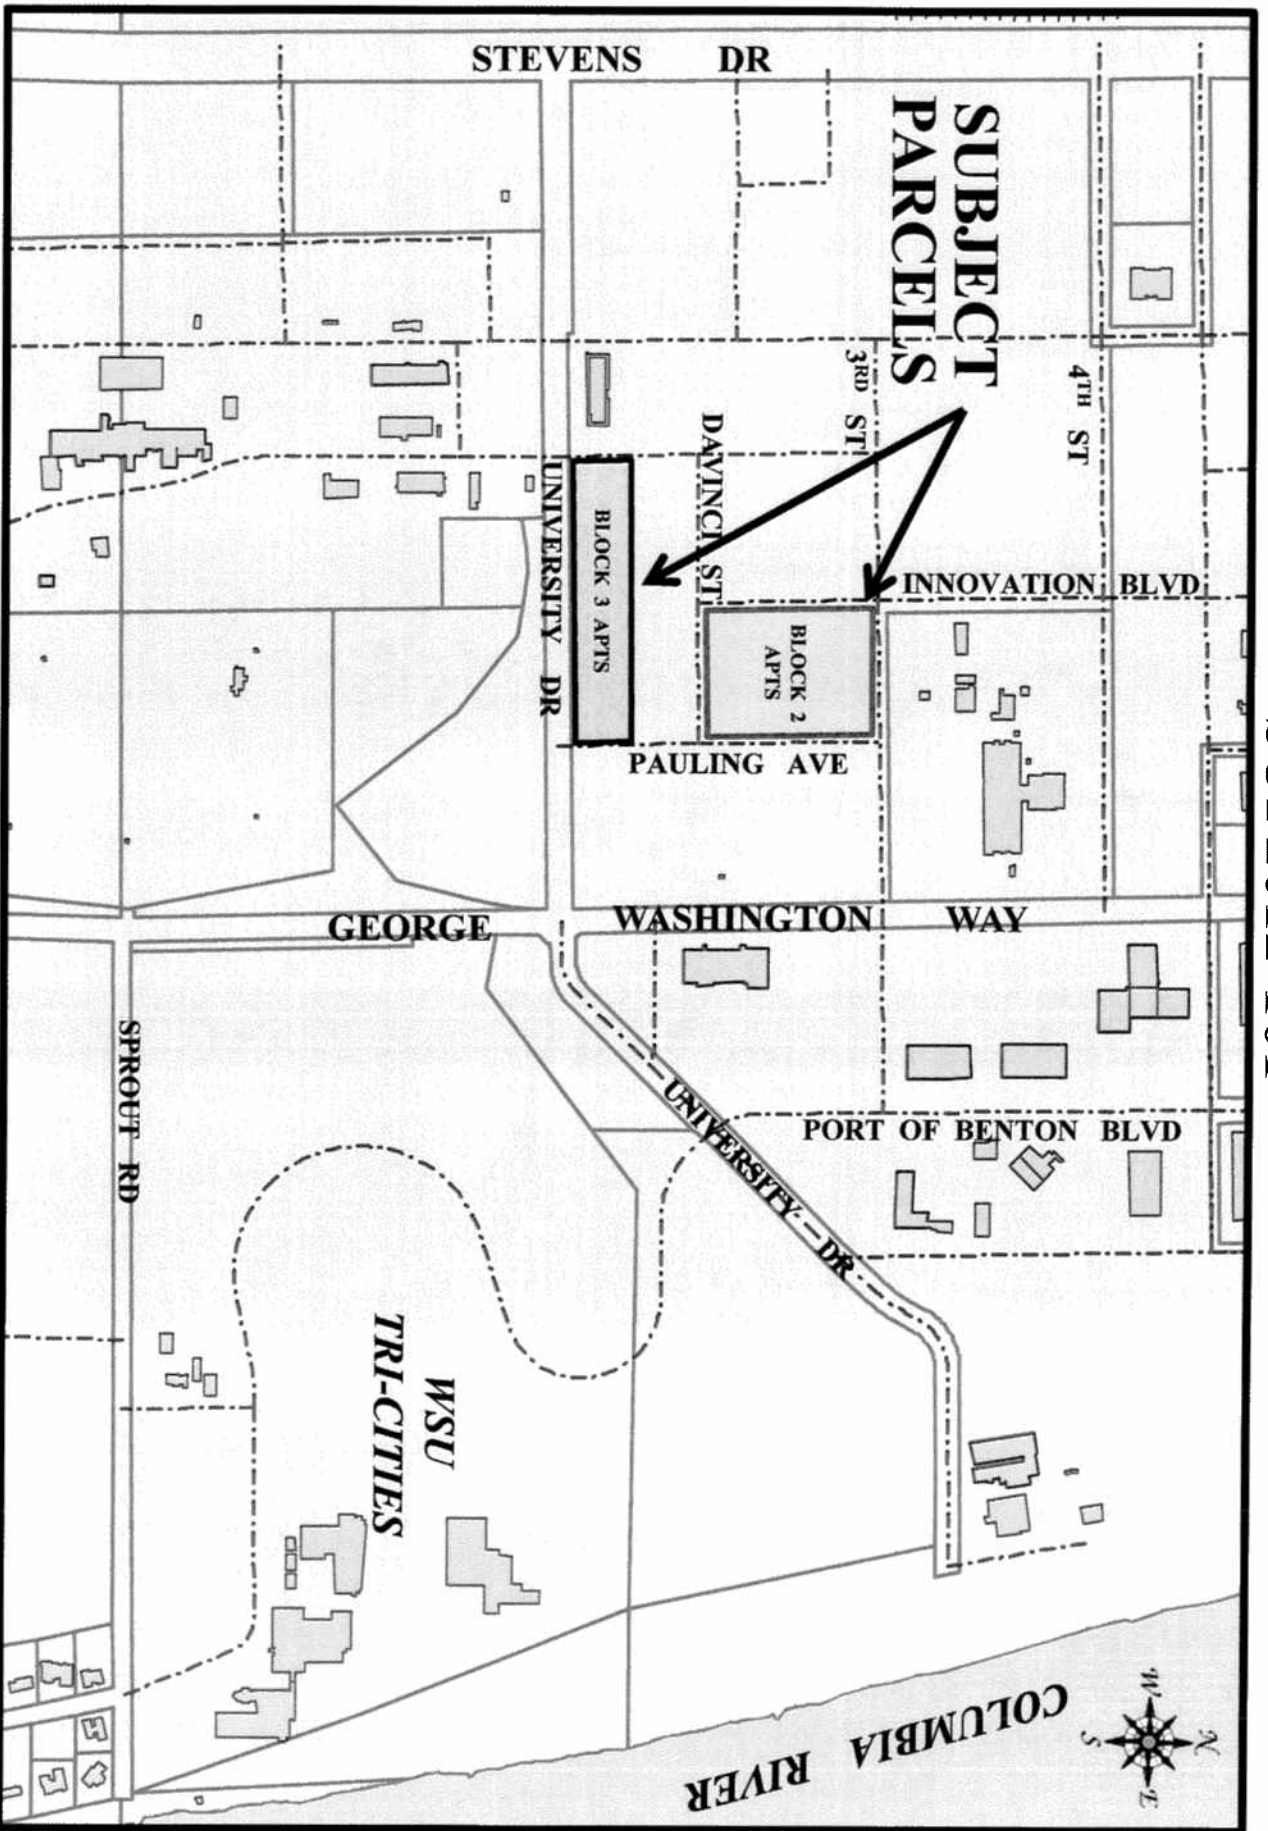 STEVENS DR
SUBJECT
PARCELS
4TH ST
3RD ST
DAVINCI ST
INNOVATION BLVD
UNIVERSITY DR
BLOCK 3 APTS
BLOCK 2
APTS
PAULING AVE
GEORGE WASHINGTON WAY
SPROUT RD
UNIVERSITY DR
PORT OF BENTON BLVD
WSU
TRI-CITIES
COLUMBIA RIVER
N
W
E
S